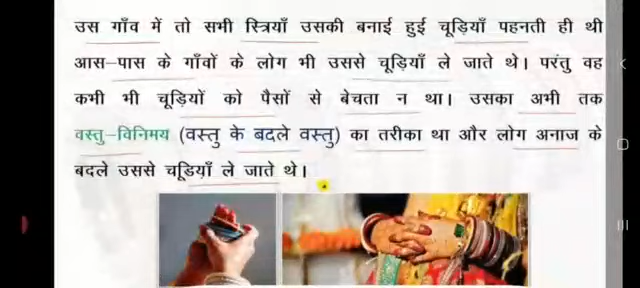 उस गाँव में तो सभी स्त्रियाँ उसकी बनाई हुई चूड़ियाँ पहनती ही थी
आस-पास के गाँवों के लोग भी उससे चूड़ियाँ ले जाते थे। परंतु वह
कभी भी चूड़ियों को पैसों से बेचता न था। उसका अभी तक
वस्तु-विनिमय (वस्तु के बदले वस्तु) का तरीका था और लोग अनाज के
बदले उससे चूड़ियाँ ले जाते थे।